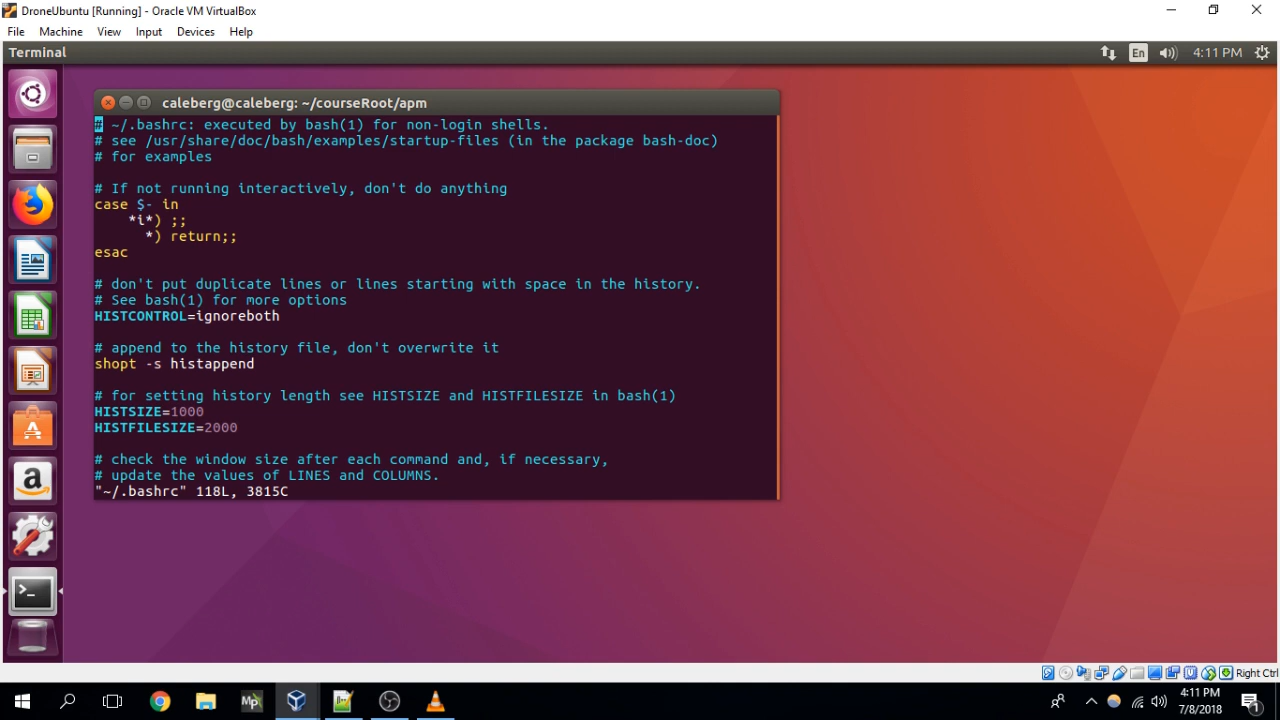 DroneUbuntu [Running] - Oracle VM VirtualBox
File Machine View Input Devices Help
Terminal En 4:11 PM
caleberg@caleberg: ~/courseRoot/apm
# ~/.bashrc: executed by bash(1) for non-login shells.
# see /usr/share/doc/bash/examples/startup-files (in the package bash-doc)
# for examples
# If not running interactively, don't do anything
case $- in
*i*) ;;
*) return;;
esac
# don't put duplicate lines or lines starting with space in the history.
# See bash(1) for more options
HISTCONTROL=ignoreboth
# append to the history file, don't overwrite it
shopt -s histappend
# for setting history length see HISTSIZE and HISTFILESIZE in bash(1)
HISTSIZE=1000
HISTFILESIZE=2000
# check the window size after each command and, if necessary,
# update the values of LINES and COLUMNS.
"~/.bashrc" 118L, 3815C
Right Ctrl
Mp
4:11 PM
7/8/2018
1